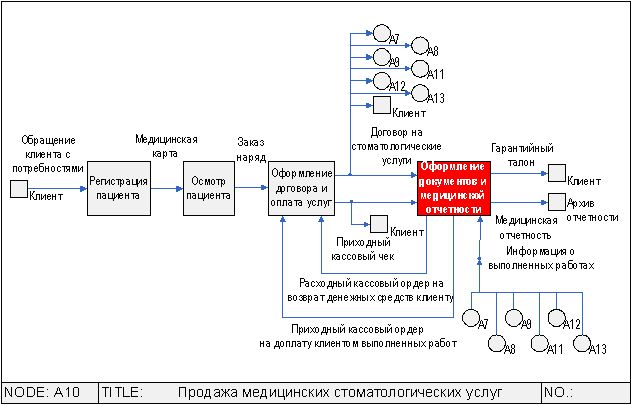 А7
А8
А9
А11
А12
А13
Клиент
Обращение
клиента с
потребностями
Клиент
Медицинская
карта
Заказ
наряд
Договор на
стоматологические
услуги
Гарантийный
талон
Регистрация
пациента
Осмотр
пациента
Оформление
договора и
оплата услуг
Оформление
документов и
медицинской
отчетности
Клиент
Архив
отчетности
Медицинская
отчетность
Клиент
Приходный
кассовый чек
Информация о
выполненных работах
Расходный кассовый ордер на
возврат денежных средств клиенту
Приходный кассовый ордер
на доплату клиентом выполненных работ
А7
А9
А12
А8
А11
А13
NODE: A10
TITLE:
Продажа медицинских стоматологических услуг
NO.: